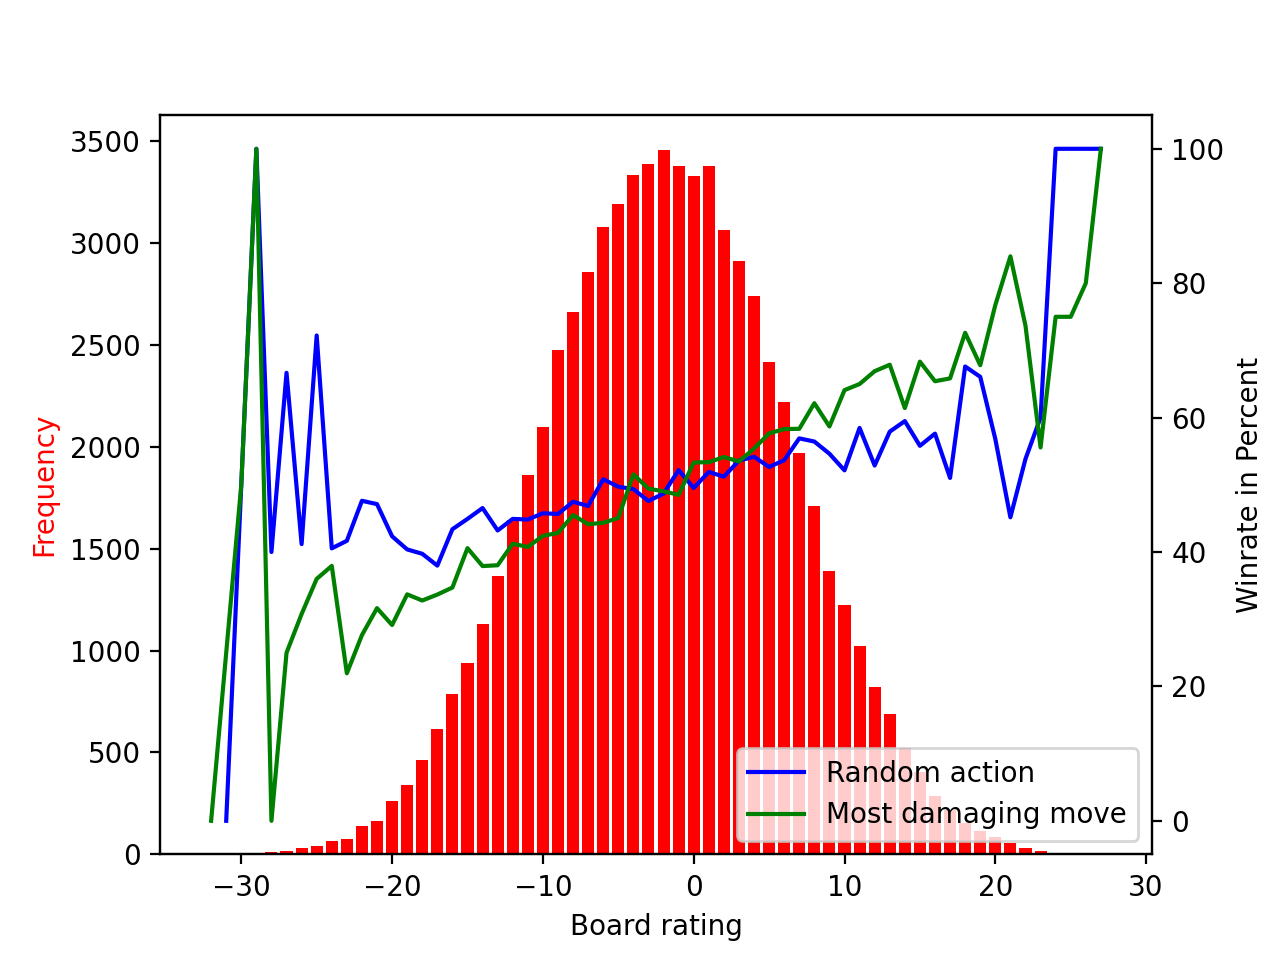 3500
3000
2500
2000
1500
1000
500
0
Frequency
100
80
60
40
20
0
Winrate in Percent
Random action
Most damaging move
−30 −20 −10 0 10 20 30
Board rating